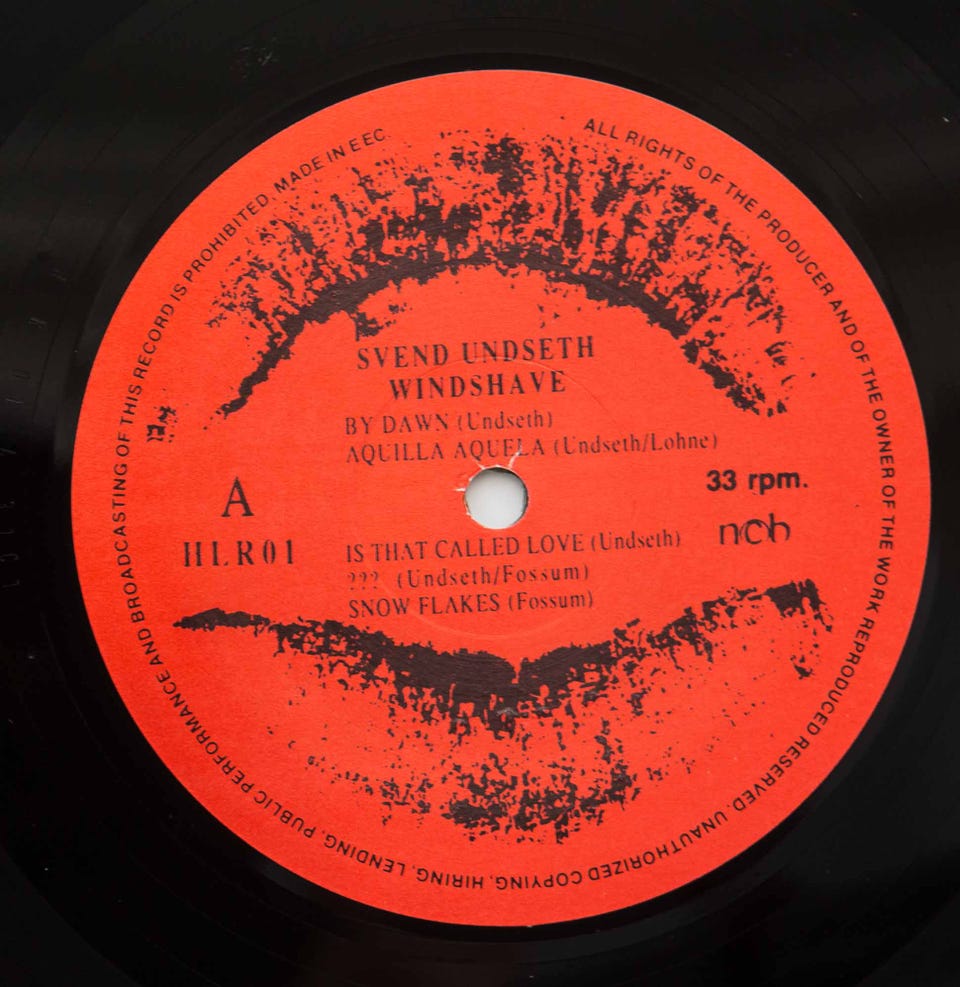 ALL RIGHTS OF THE PRODUCER AND OF THE OWNER OF THE WORK REPRODUCED RESERVED. UNAUTHORIZED COPYING, HIRING, LENDING, PUBLIC PERFORMANCE AND BROADCASTING OF THIS RECORD IS PROHIBITED. MADE IN EEC.
SVEND UNDSETH
WINDSHAVE
BY DAWN (Undseth)
AQUILLA AQUELA (Undseth/Lohne)
A
33 rpm.
HLR01
ncb
IS THAT CALLED LOVE (Undseth)
??? (Undseth/Fossum)
SNOW FLAKES (Fossum)